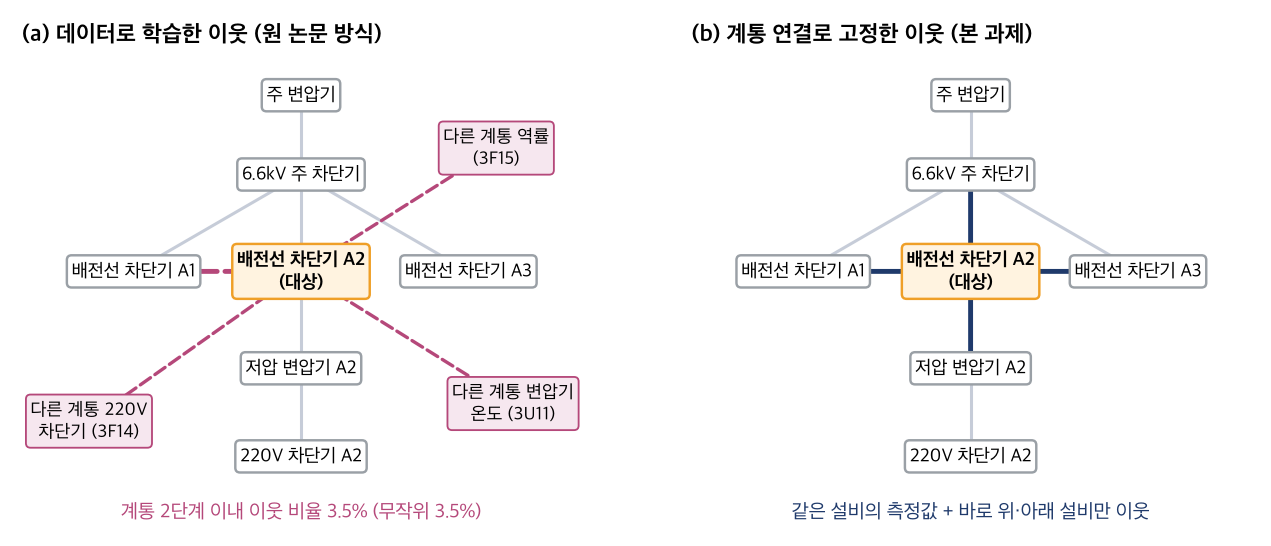 (a) 데이터로 학습한 이웃 (원 논문 방식)
주 변압기
다른 계통 역률
(3F15)
6.6kV 주 차단기
배전선 차단기 A1
배전선 차단기 A2
(대상)
배전선 차단기 A3
저압 변압기 A2
다른 계통 변압기
온도 (3U11)
다른 계통 220V
차단기 (3F14)
220V 차단기 A2
계통 2단계 이내 이웃 비율 3.5% (무작위 3.5%)
(b) 계통 연결로 고정한 이웃 (본 과제)
주 변압기
6.6kV 주 차단기
배전선 차단기 A1
배전선 차단기 A2
(대상)
배전선 차단기 A3
저압 변압기 A2
220V 차단기 A2
같은 설비의 측정값 + 바로 위·아래 설비만 이웃